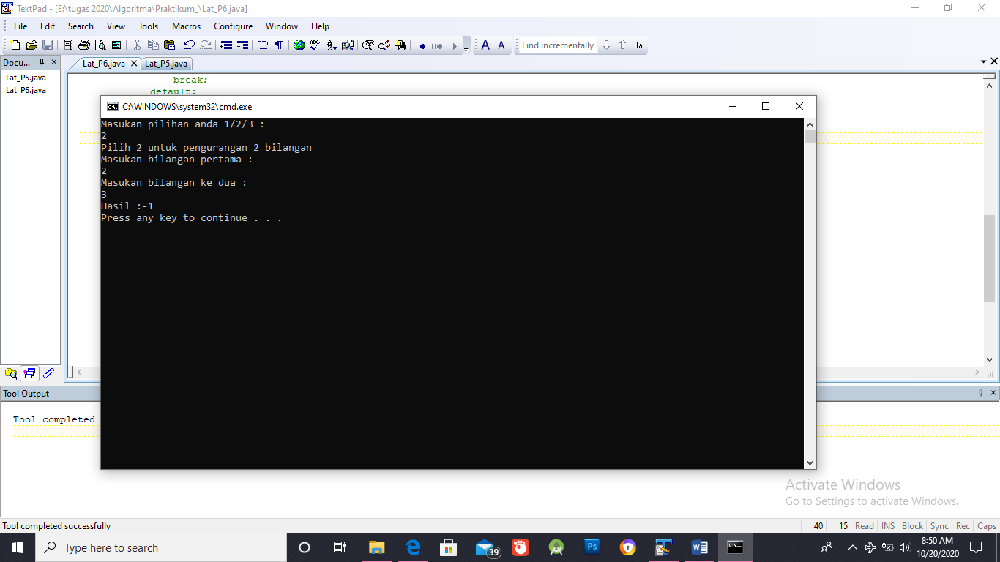 TextPad - [E:\tugas 2020\Algoritma\Praktikum_\Lat_P6.java]
File Edit Search View Tools Macros Configure Window Help
Find incrementally
Docu...
Lat_P6.java Lat_P5.java
Lat_P5.java
Lat_P6.java
break;
default:
C:\WINDOWS\system32\cmd.exe
Masukan pilihan anda 1/2/3 :
2
Pilih 2 untuk pengurangan 2 bilangan
Masukan bilangan pertama :
2
Masukan bilangan ke dua :
3
Hasil :-1
Press any key to continue . . .
Tool Output
Tool completed
Activate Windows
Go to Settings to activate Windows.
Tool completed successfully
40 15 Read INS Block Sync Rec Caps
Type here to search
39
Ps
8:50 AM
10/20/2020